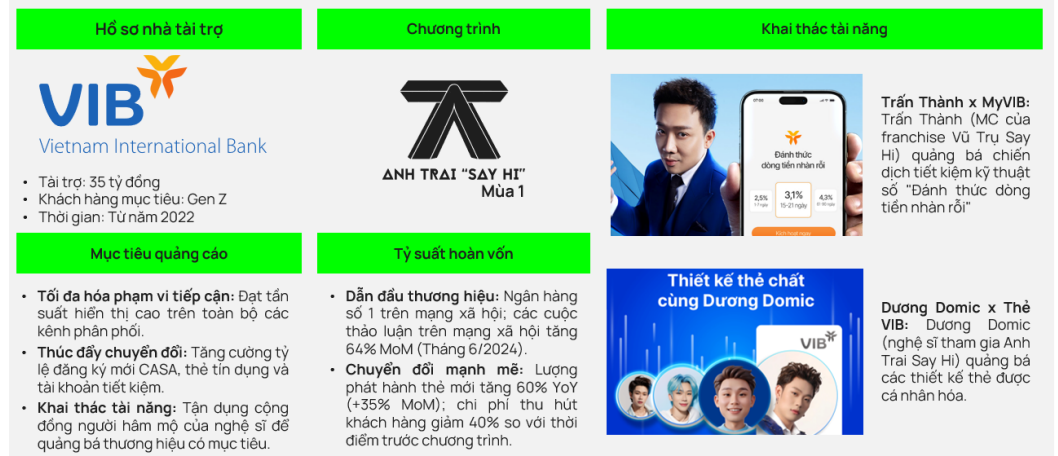 Hồ sơ nhà tài trợ
VIB
Vietnam International Bank
• Tài trợ: 35 tỷ đồng
• Khách hàng mục tiêu: Gen Z
• Thời gian: Từ năm 2022
Chương trình
ANH TRAI "SAY HI"
Mùa 1
Khai thác tài năng
Đánh thức
dòng tiền nhàn rỗi
2,5%
3,1%
15-21 ngày
4,3%
Kích hoạt ngay
Trấn Thành x MyVIB:
Trấn Thành (MC của
franchise Vũ Trụ Say
Hi) quảng bá chiến
dịch tiết kiệm kỹ thuật
số "Đánh thức dòng
tiền nhàn rỗi"
Mục tiêu quảng cáo
• Tối đa hóa phạm vi tiếp cận: Đạt tần
suất hiển thị cao trên toàn bộ các
kênh phân phối.
• Thúc đẩy chuyển đổi: Tăng cường tỷ
lệ đăng ký mới CASA, thẻ tín dụng và
tài khoản tiết kiệm.
• Khai thác tài năng: Tận dụng cộng
đồng người hâm mộ của nghệ sĩ để
quảng bá thương hiệu có mục tiêu.
Tỷ suất hoàn vốn
• Dẫn đầu thương hiệu: Ngân hàng
số 1 trên mạng xã hội; các cuộc
thảo luận trên mạng xã hội tăng
64% MoM (Tháng 6/2024).
• Chuyển đổi mạnh mẽ: Lượng
phát hành thẻ mới tăng 60% YoY
(+35% MoM); chi phí thu hút
khách hàng giảm 40% so với thời
điểm trước chương trình.
Thiết kế thẻ chất
cùng Dương Domic
VIB
Dương Domic x Thẻ
VIB: Dương Domic
(nghệ sĩ tham gia Anh
Trai Say Hi) quảng bá
các thiết kế thẻ được
cá nhân hóa.